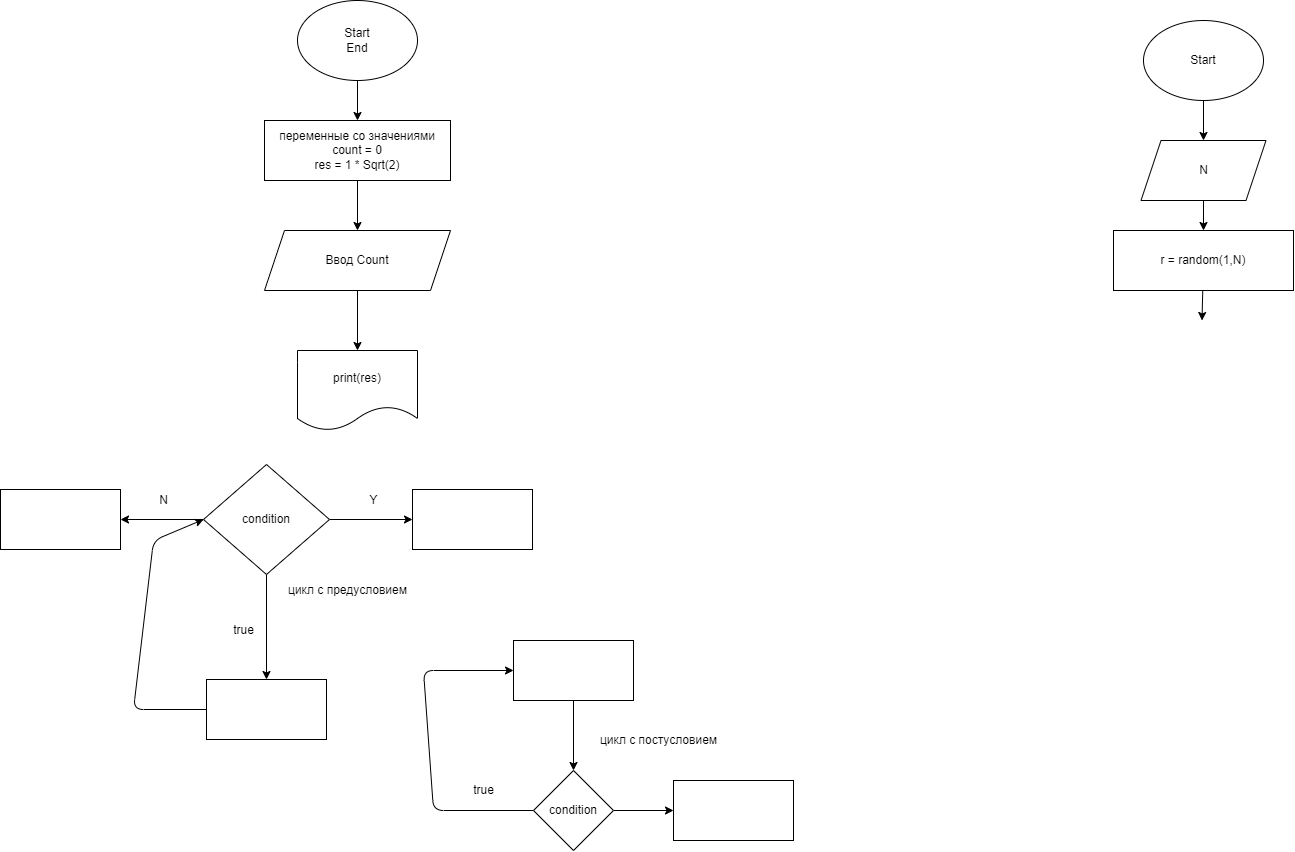 Start
End
переменные со значениями
count = 0
res = 1 * Sqrt(2)
Ввод Count
print(res)
N
condition
Y
цикл с предусловием
true
цикл с постусловием
true
condition
Start
N
r = random(1,N)